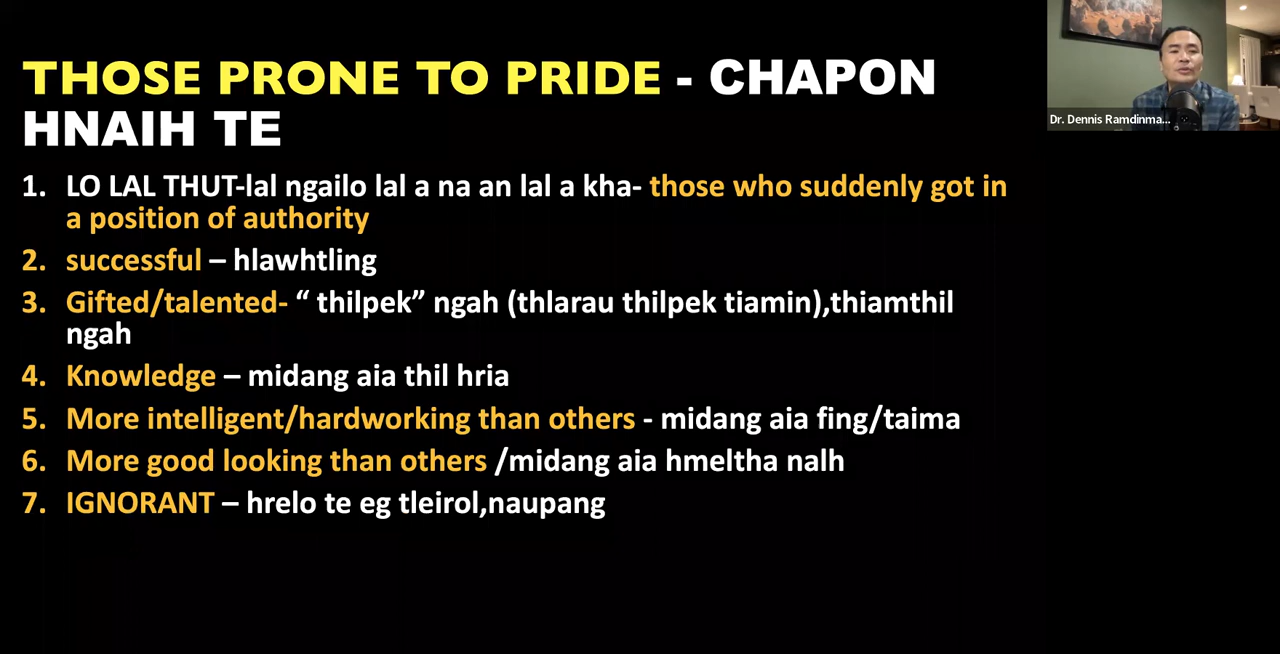 THOSE PRONE TO PRIDE - CHAPON
HNAIH TE
1. LO LAL THUT-lal ngailo lal a na an lal a kha- those who suddenly got in
a position of authority
2. successful – hlawhtling
3. Gifted/talented- “ thilpek” ngah (thlarau thilpek tiamin),thiamthil
ngah
4. Knowledge – midang aia thil hria
5. More intelligent/hardworking than others - midang aia fing/taima
6. More good looking than others /midang aia hmeltha nalh
7. IGNORANT – hrelo te eg tleirol,naupang
Dr. Dennis Ramdinma...